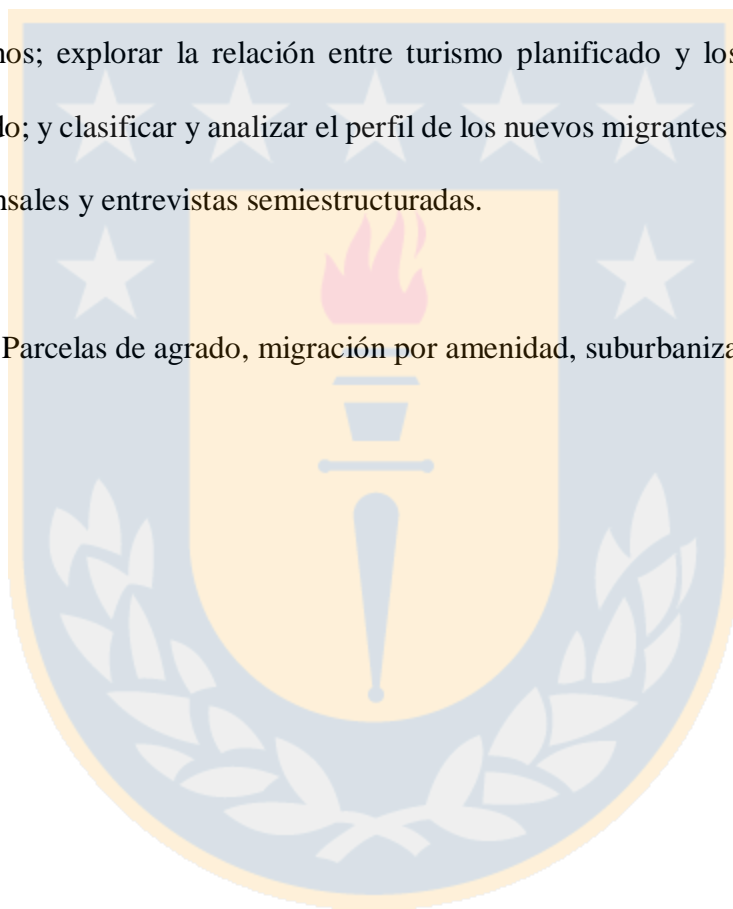 nos; explorar la relación entre turismo planificado y los
do; y clasificar y analizar el perfil de los nuevos migrantes
nsales y entrevistas semiestructuradas.
Parcelas de agrado, migración por amenidad, suburbaniza